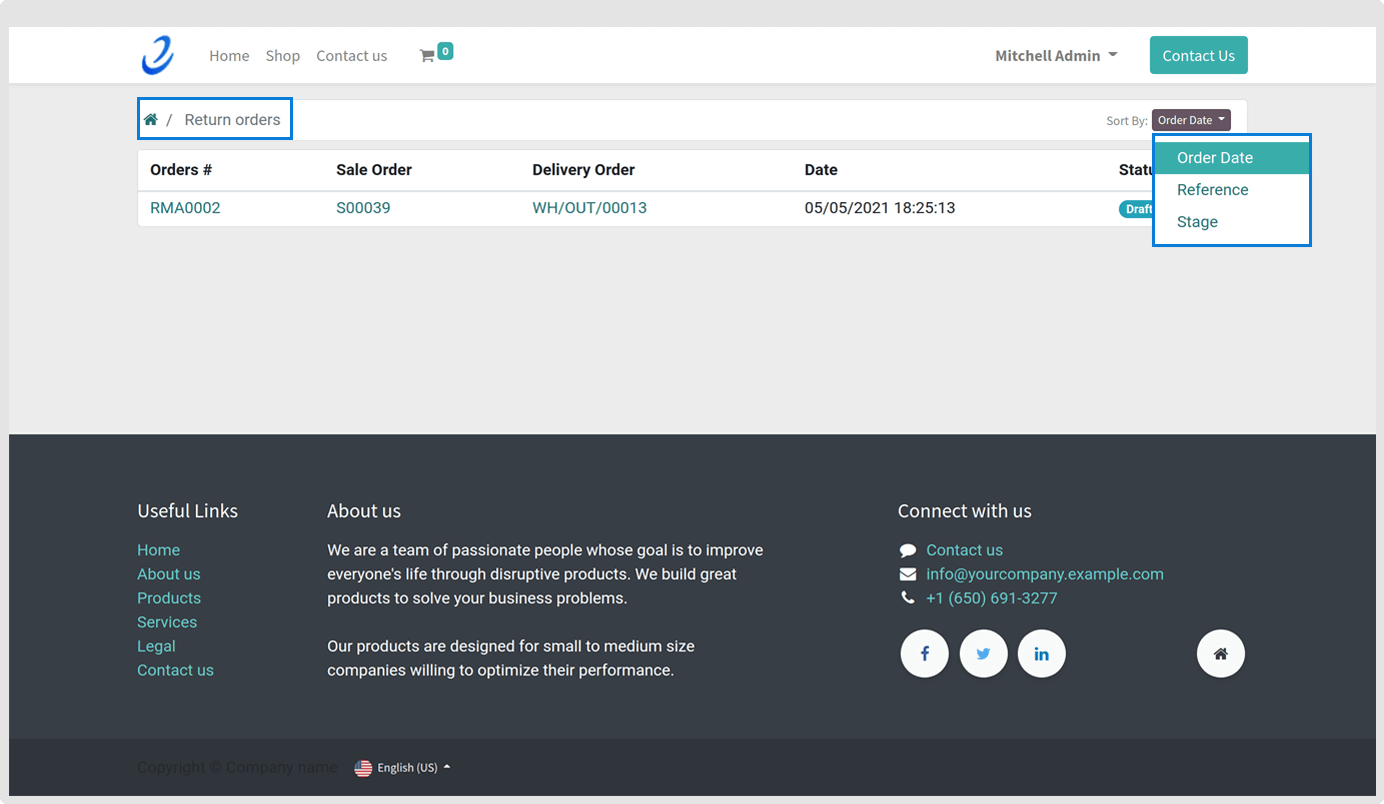 Home Shop Contact us 0 Mitchell Admin Contact Us
/ Return orders Sort By: Order Date
Order Date
Reference
Stage
Orders # Sale Order Delivery Order Date Statu
RMA0002 S00039 WH/OUT/00013 05/05/2021 18:25:13 Draft
Useful Links
Home
About us
Products
Services
Legal
Contact us
About us
We are a team of passionate people whose goal is to improve
everyone's life through disruptive products. We build great
products to solve your business problems.
Our products are designed for small to medium size
companies willing to optimize their performance.
Connect with us
Contact us
info@yourcompany.example.com
+1 (650) 691-3277
Copyright © Company name English (US)